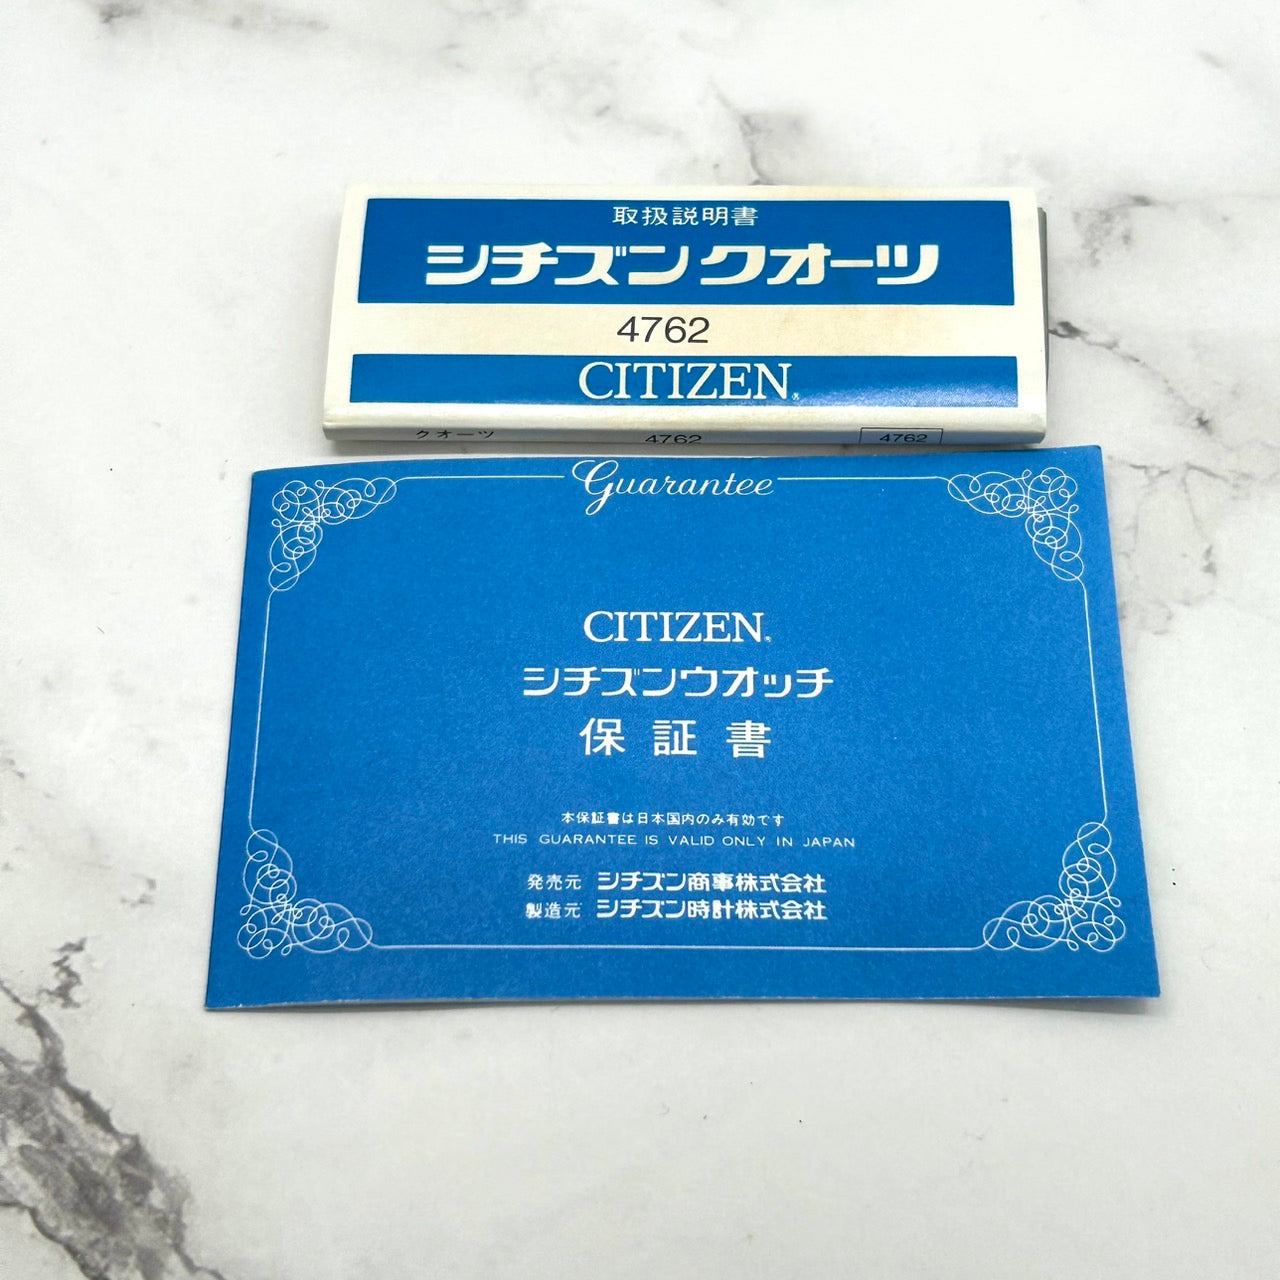 取扱説明書
シチズン クオーツ
4762
CITIZEN®
クオーツ 4762 4762
Guarantee
CITIZEN®
シチズンウオッチ
保証書
本保証書は日本国内のみ有効です
THIS GUARANTEE IS VALID ONLY IN JAPAN
発売元 シチズン商事株式会社
製造元 シチズン時計株式会社